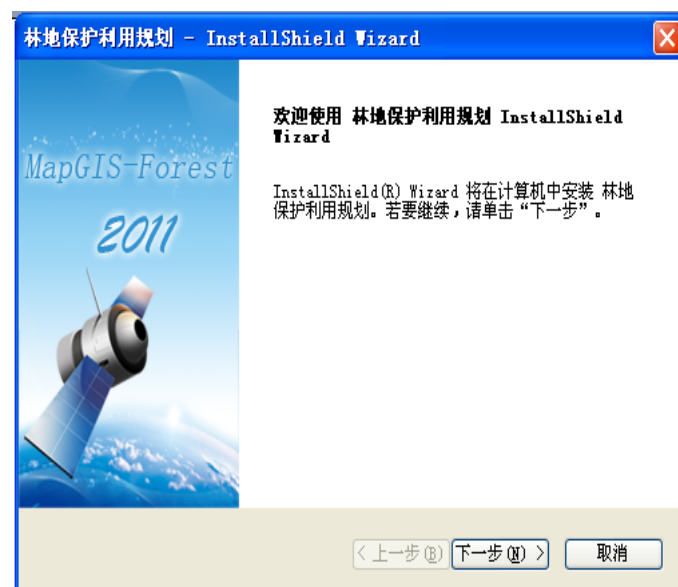 林地保护利用规划 - InstallShield Wizard
MapGIS-Forest
2011
欢迎使用 林地保护利用规划 InstallShield
Wizard
InstallShield(R) Wizard 将在计算机中安装 林地
保护利用规划。若要继续，请单击“下一步”。
< 上一步(B)
下一步(N) >
取消